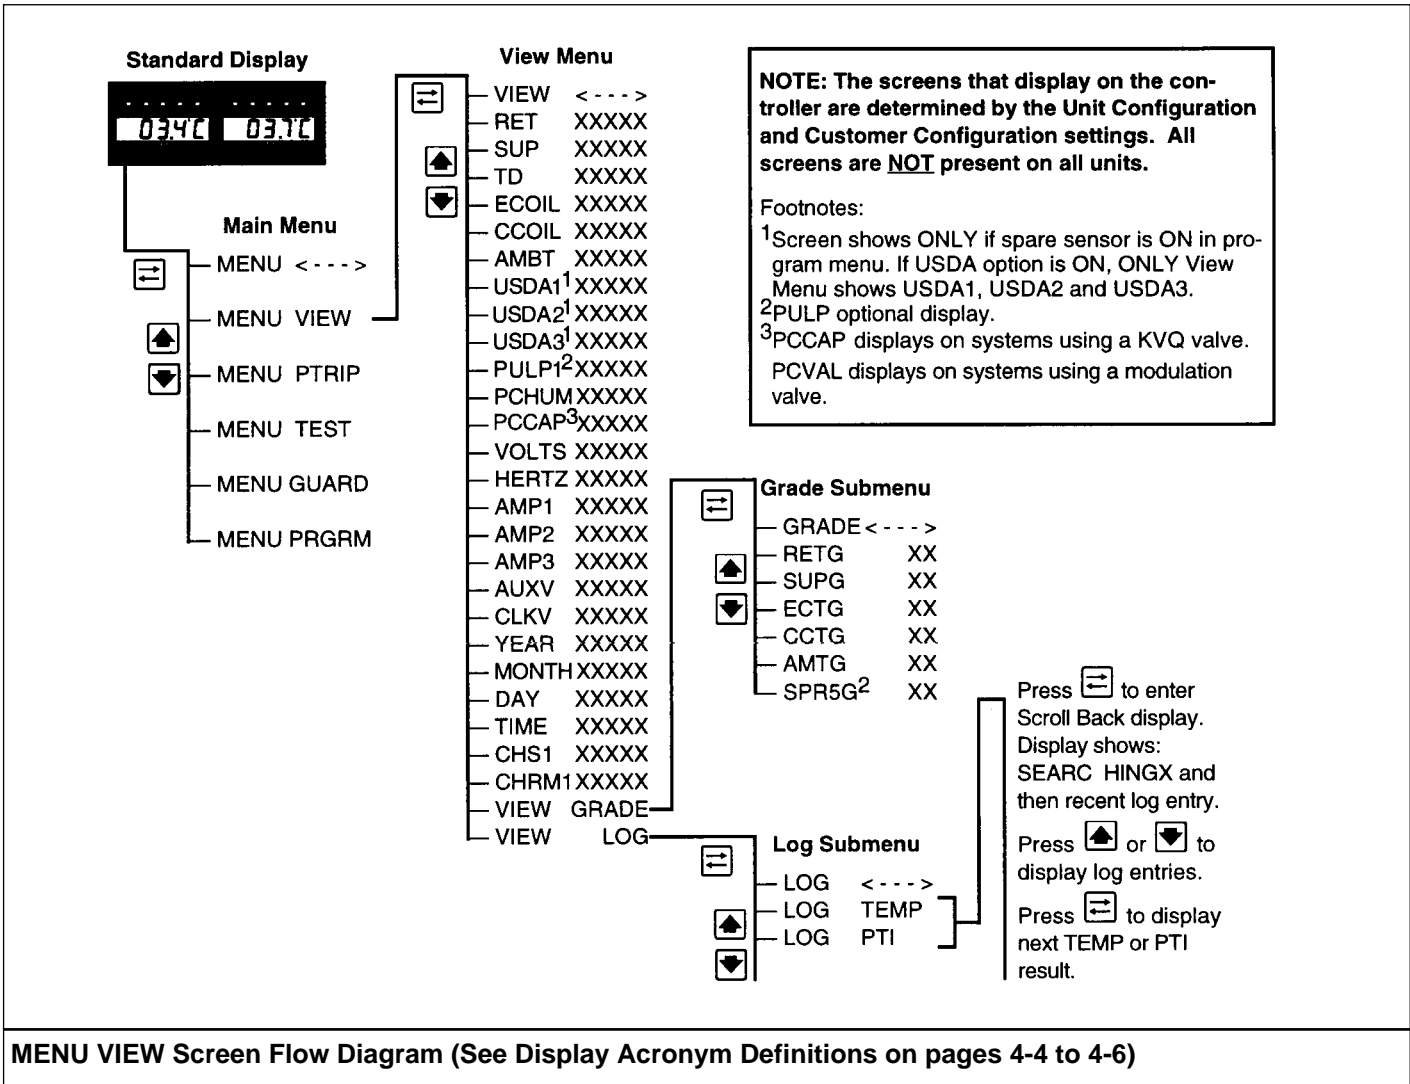 Standard Display
03.4°C 03.7°C
Main Menu
MENU <--->
MENU VIEW
MENU PTRIP
MENU TEST
MENU GUARD
MENU PRGRM
View Menu
VIEW <--->
RET XXXXX
SUP XXXXX
TD XXXXX
ECOIL XXXXX
CCOIL XXXXX
AMBT XXXXX
USDA1¹ XXXXX
USDA2¹ XXXXX
USDA3¹ XXXXX
PULP1² XXXXX
PCHUM XXXXX
PCCAP³ XXXXX
VOLTS XXXXX
HERTZ XXXXX
AMP1 XXXXX
AMP2 XXXXX
AMP3 XXXXX
AUXV XXXXX
CLKV XXXXX
YEAR XXXXX
MONTH XXXXX
DAY XXXXX
TIME XXXXX
CHS1 XXXXX
CHRM1 XXXXX
VIEW GRADE
VIEW LOG
NOTE: The screens that display on the con-
troller are determined by the Unit Configuration
and Customer Configuration settings. All
screens are NOT present on all units.
Footnotes:
¹Screen shows ONLY if spare sensor is ON in pro-
gram menu. If USDA option is ON, ONLY View
Menu shows USDA1, USDA2 and USDA3.
²PULP optional display.
³PCCAP displays on systems using a KVQ valve.
PCVAL displays on systems using a modulation
valve.
Grade Submenu
GRADE <--->
RETG XX
SUPG XX
ECTG XX
CCTG XX
AMTG XX
SPR5G² XX
Log Submenu
LOG <--->
LOG TEMP
LOG PTI
Press to enter
Scroll Back display.
Display shows:
SEARC HINGX and
then recent log entry.
Press or to
display log entries.
Press to display
next TEMP or PTI
result.
MENU VIEW Screen Flow Diagram (See Display Acronym Definitions on pages 4-4 to 4-6)